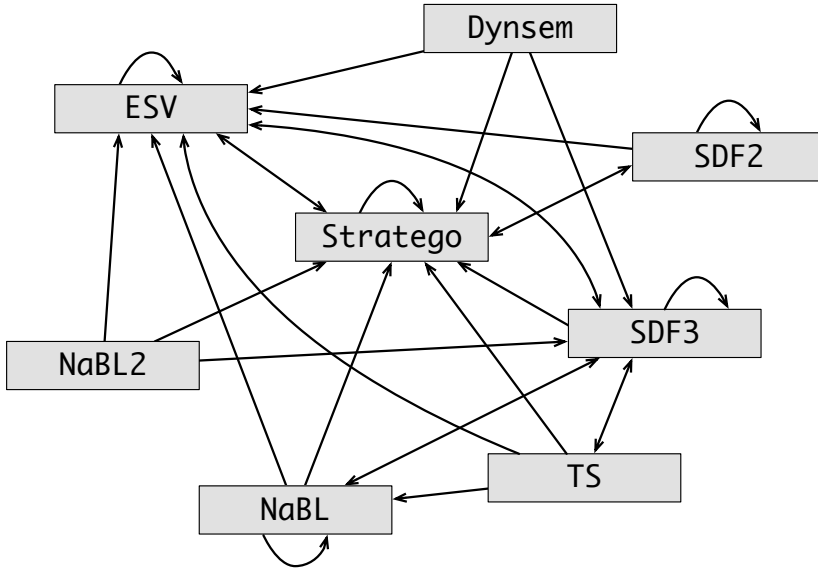 Dynsem
ESV
SDF2
Stratego
SDF3
NaBL2
TS
NaBL